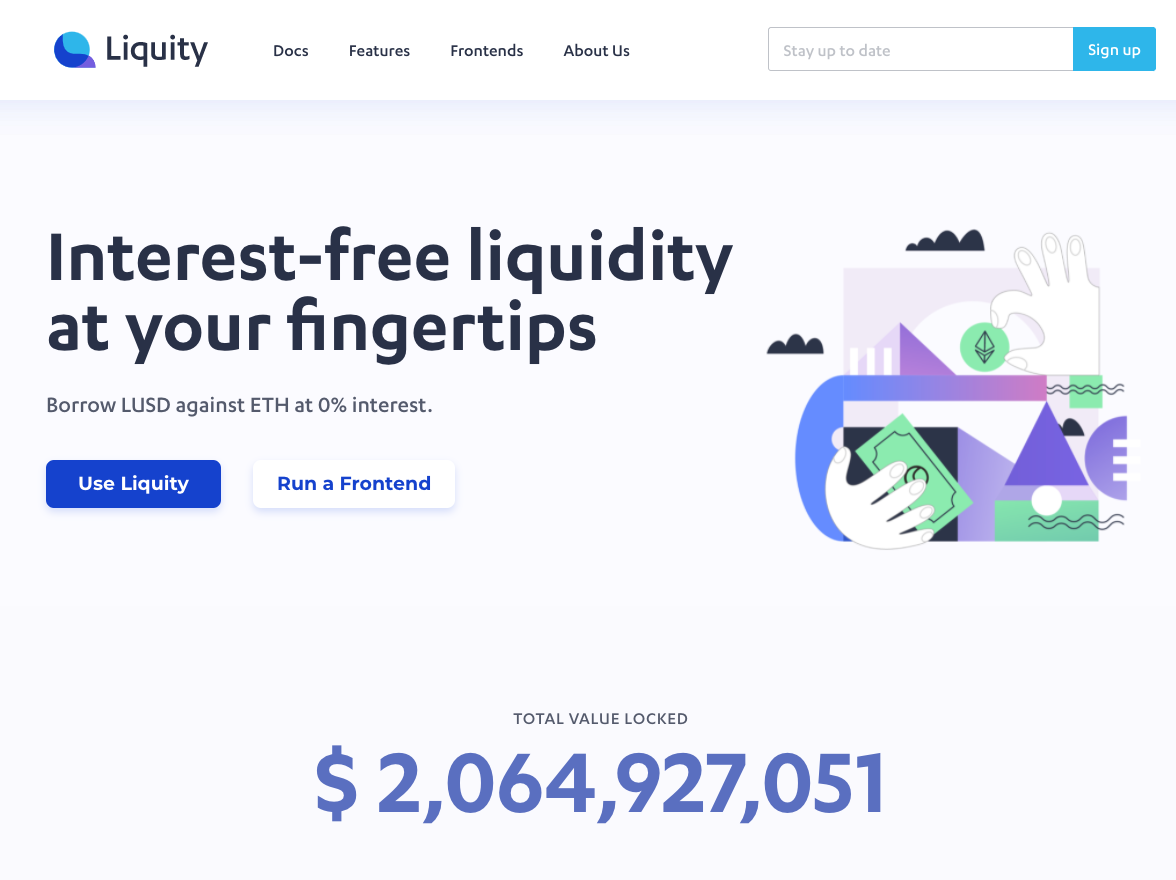 Liquity
Docs
Features
Frontends
About Us
Stay up to date
Sign up
Interest-free liquidity
at your fingertips
Borrow LUSD against ETH at 0% interest.
Use Liquity
Run a Frontend
TOTAL VALUE LOCKED
$ 2,064,927,051